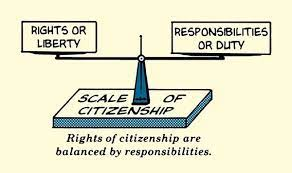 RIGHTS OR
LIBERTY
RESPONSIBILITIES
OR DUTY
SCALE OF
CITIZENSHIP
Rights of citizenship are
balanced by responsibilities.